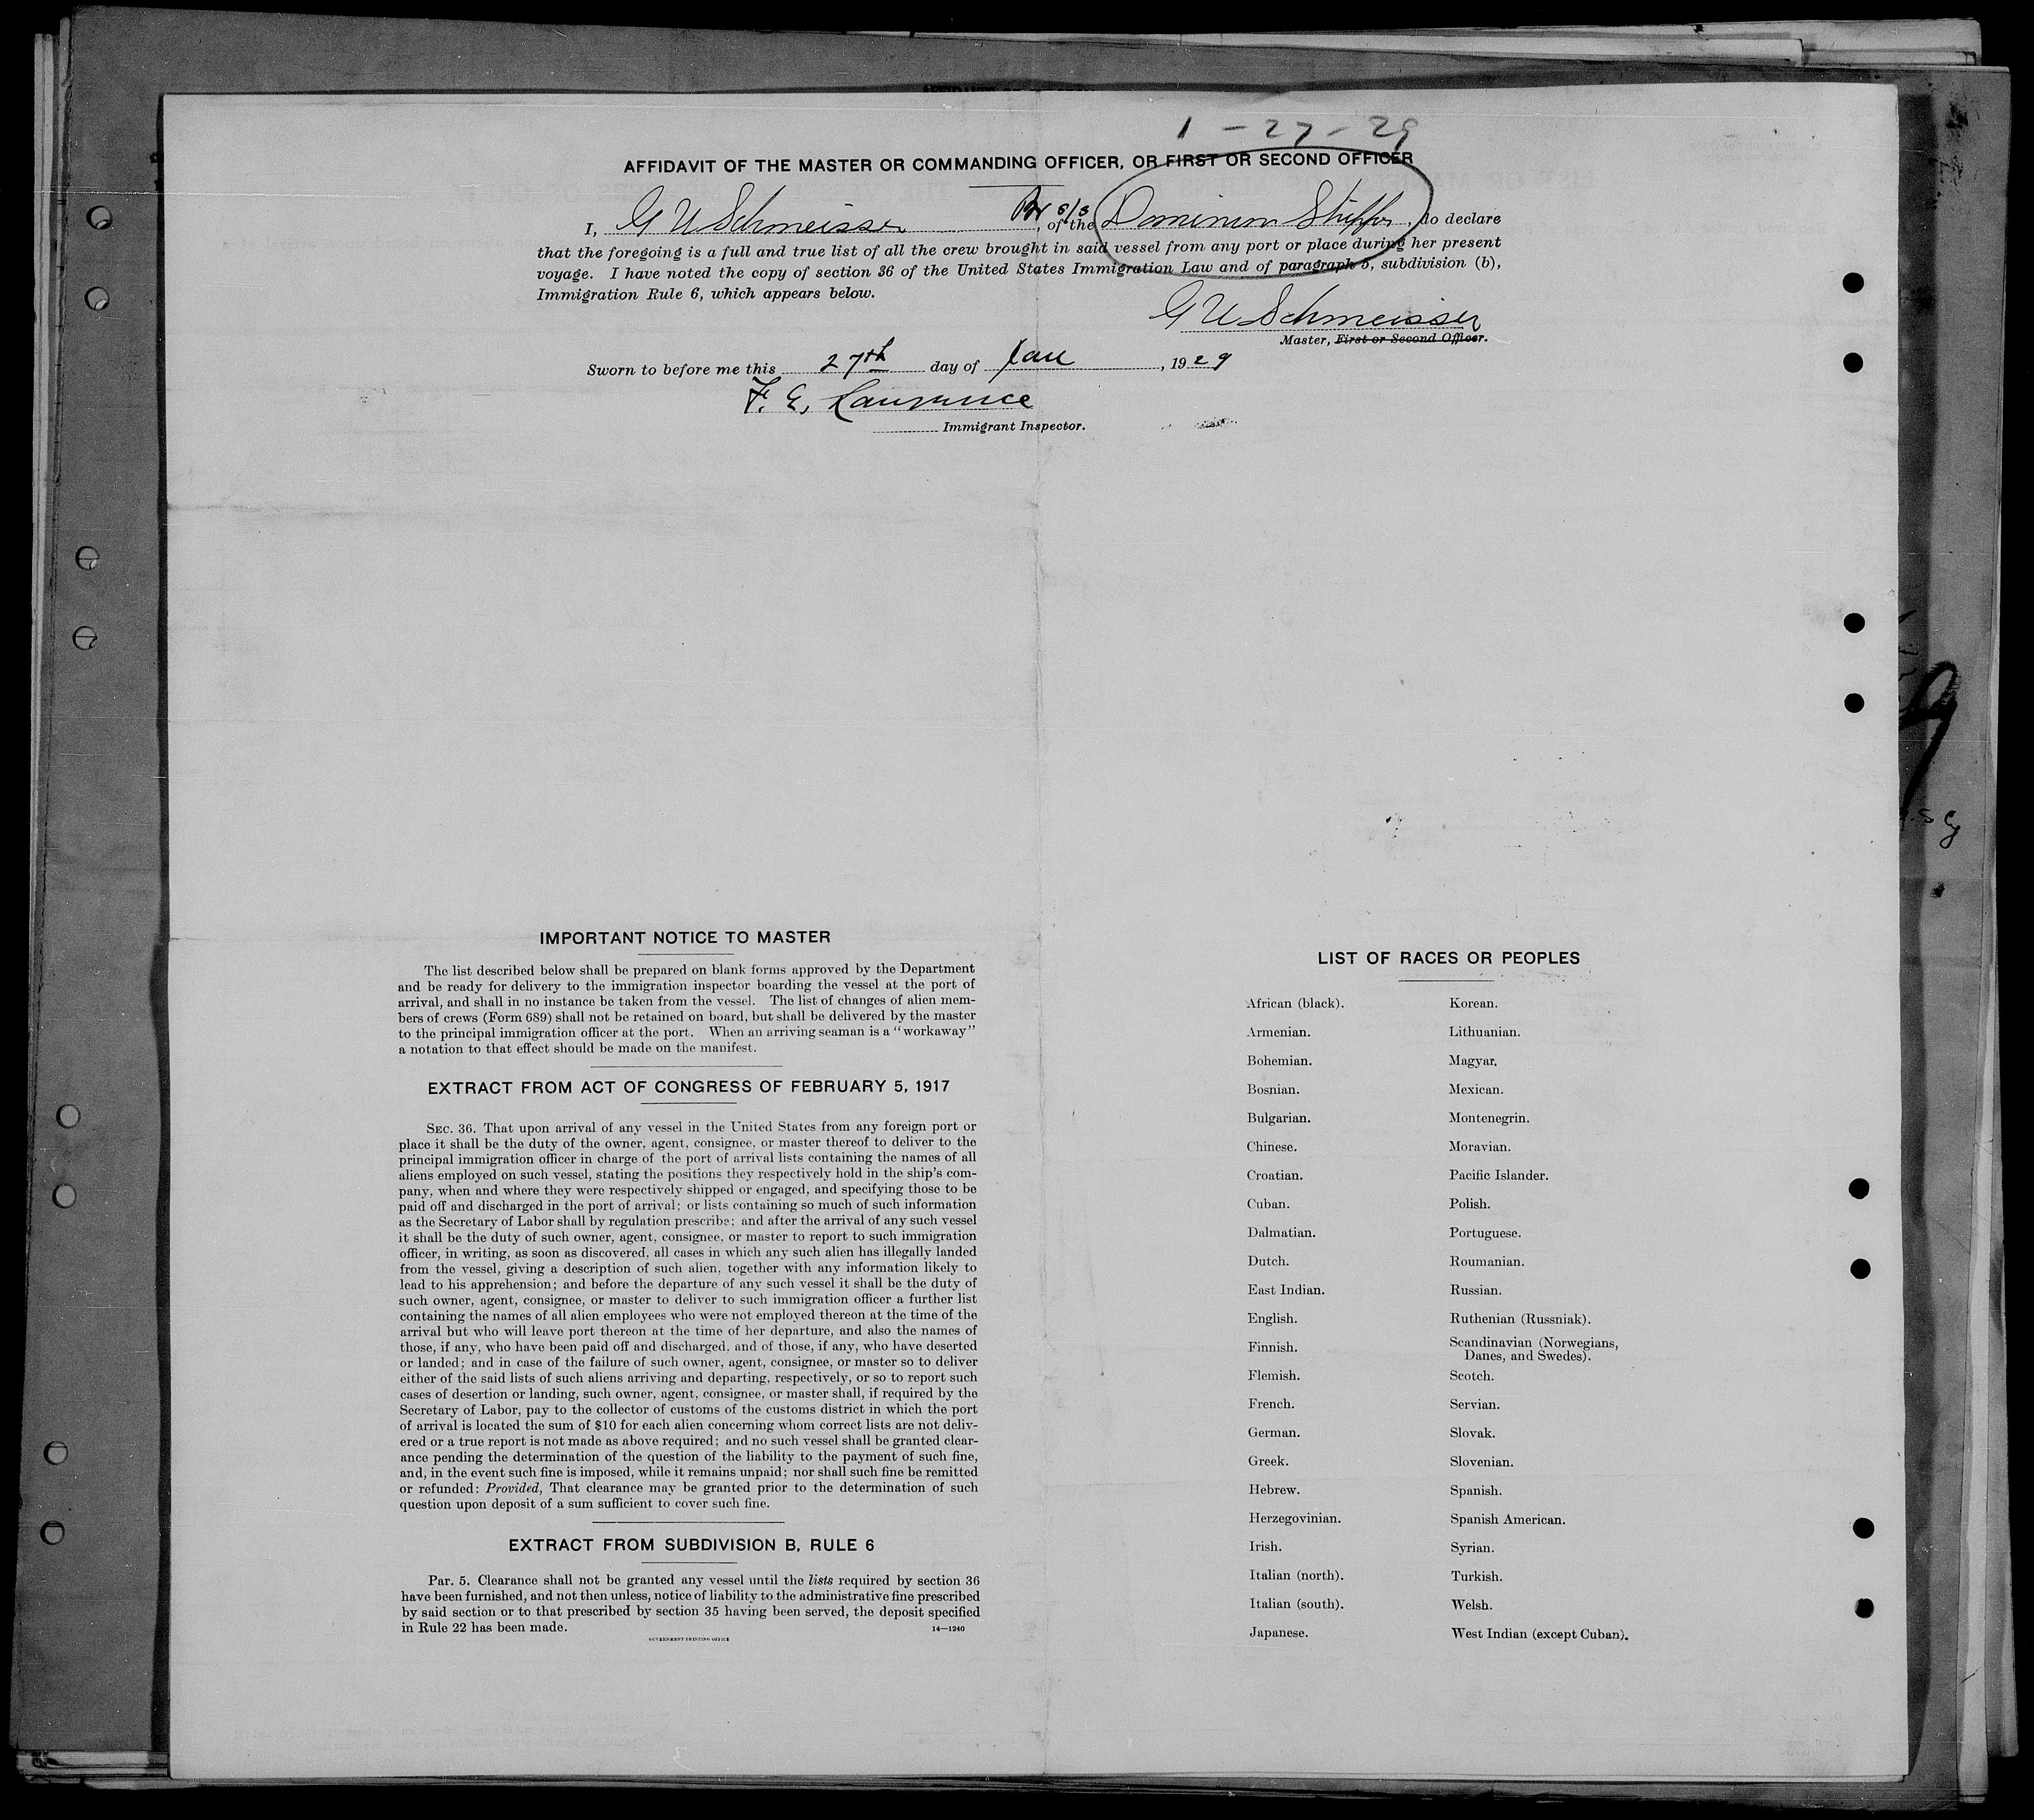 1-27-29
AFFIDAVIT OF THE MASTER OR COMMANDING OFFICER, OR FIRST OR SECOND OFFICER
I, G U Schmeisser, Br s/s of the Dominion Shipper, do declare
that the foregoing is a full and true list of all the crew brought in said vessel from any port or place during her present
voyage. I have noted the copy of section 36 of the United States Immigration Law and of paragraph 5, subdivision (b),
Immigration Rule 6, which appears below.
G U Schmeisser
Master, First or Second Officer.
Sworn to before me this 27th day of Jan, 1929
F. E. Lawrence
Immigrant Inspector.
IMPORTANT NOTICE TO MASTER
The list described below shall be prepared on blank forms approved by the Department
and be ready for delivery to the immigration inspector boarding the vessel at the port of
arrival, and shall in no instance be taken from the vessel. The list of changes of alien mem-
bers of crews (Form 689) shall not be retained on board, but shall be delivered by the master
to the principal immigration officer at the port. When an arriving seaman is a "workaway"
a notation to that effect should be made on the manifest.
EXTRACT FROM ACT OF CONGRESS OF FEBRUARY 5, 1917
SEC. 36. That upon arrival of any vessel in the United States from any foreign port or
place it shall be the duty of the owner, agent, consignee, or master thereof to deliver to the
principal immigration officer in charge of the port of arrival lists containing the names of all
aliens employed on such vessel, stating the positions they respectively hold in the ship's com-
pany, when and where they were respectively shipped or engaged, and specifying those to be
paid off and discharged in the port of arrival; or lists containing so much of such information
as the Secretary of Labor shall by regulation prescribe; and after the arrival of any such vessel
it shall be the duty of such owner, agent, consignee, or master to report to such immigration
officer, in writing, as soon as discovered, all cases in which any such alien has illegally landed
from the vessel, giving a description of such alien, together with any information likely to
lead to his apprehension; and before the departure of any such vessel it shall be the duty of
such owner, agent, consignee, or master to deliver to such immigration officer a further list
containing the names of all alien employees who were not employed thereon at the time of the
arrival but who will leave port thereon at the time of her departure, and also the names of
those, if any, who have been paid off and discharged, and of those, if any, who have deserted
or landed; and in case of the failure of such owner, agent, consignee, or master so to deliver
either of the said lists of such aliens arriving and departing, respectively, or so to report such
cases of desertion or landing, such owner, agent, consignee, or master shall, if required by the
Secretary of Labor, pay to the collector of customs of the customs district in which the port
of arrival is located the sum of $10 for each alien concerning whom correct lists are not deliv-
ered or a true report is not made as above required; and no such vessel shall be granted clear-
ance pending the determination of the question of the liability to the payment of such fine,
and, in the event such fine is imposed, while it remains unpaid; nor shall such fine be remitted
or refunded: Provided, That clearance may be granted prior to the determination of such
question upon deposit of a sum sufficient to cover such fine.
EXTRACT FROM SUBDIVISION B, RULE 6
Par. 5. Clearance shall not be granted any vessel until the lists required by section 36
have been furnished, and not then unless, notice of liability to the administrative fine prescribed
by said section or to that prescribed by section 35 having been served, the deposit specified
in Rule 22 has been made. 14—1240
GOVERNMENT PRINTING OFFICE
LIST OF RACES OR PEOPLES
African (black). Korean.
Armenian. Lithuanian.
Bohemian. Magyar.
Bosnian. Mexican.
Bulgarian. Montenegrin.
Chinese. Moravian.
Croatian. Pacific Islander.
Cuban. Polish.
Dalmatian. Portuguese.
Dutch. Roumanian.
East Indian. Russian.
English. Ruthenian (Russniak).
Finnish. Scandinavian (Norwegians,
Danes, and Swedes).
Flemish. Scotch.
French. Servian.
German. Slovak.
Greek. Slovenian.
Hebrew. Spanish.
Herzegovinian. Spanish American.
Irish. Syrian.
Italian (north). Turkish.
Italian (south). Welsh.
Japanese. West Indian (except Cuban).